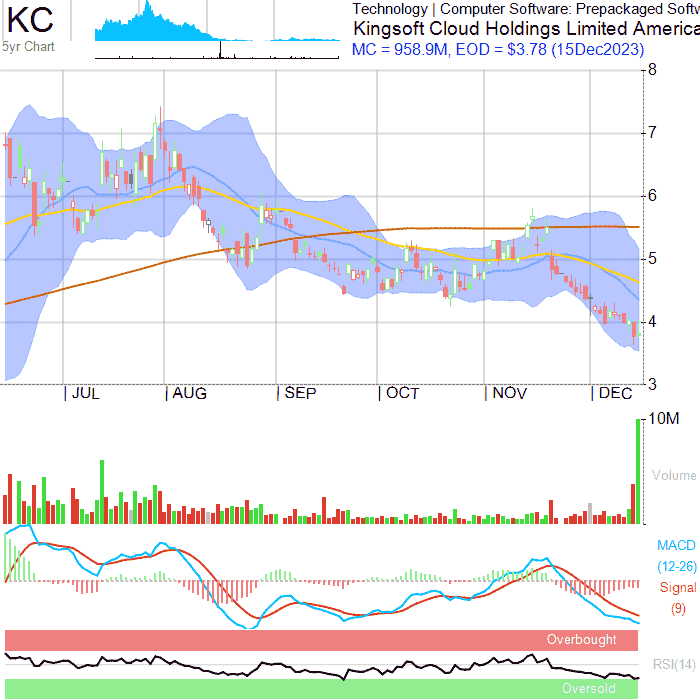 KC
5yr Chart
Technology | Computer Software: Prepackaged Softw
Kingsoft Cloud Holdings Limited America
MC = 958.9M, EOD = $3.78 (15Dec2023)
8
7
6
5
4
3
JUL AUG SEP OCT NOV DEC
10M
Volume
MACD
(12-26)
Signal
(9)
Overbought
RSI(14)
Oversold